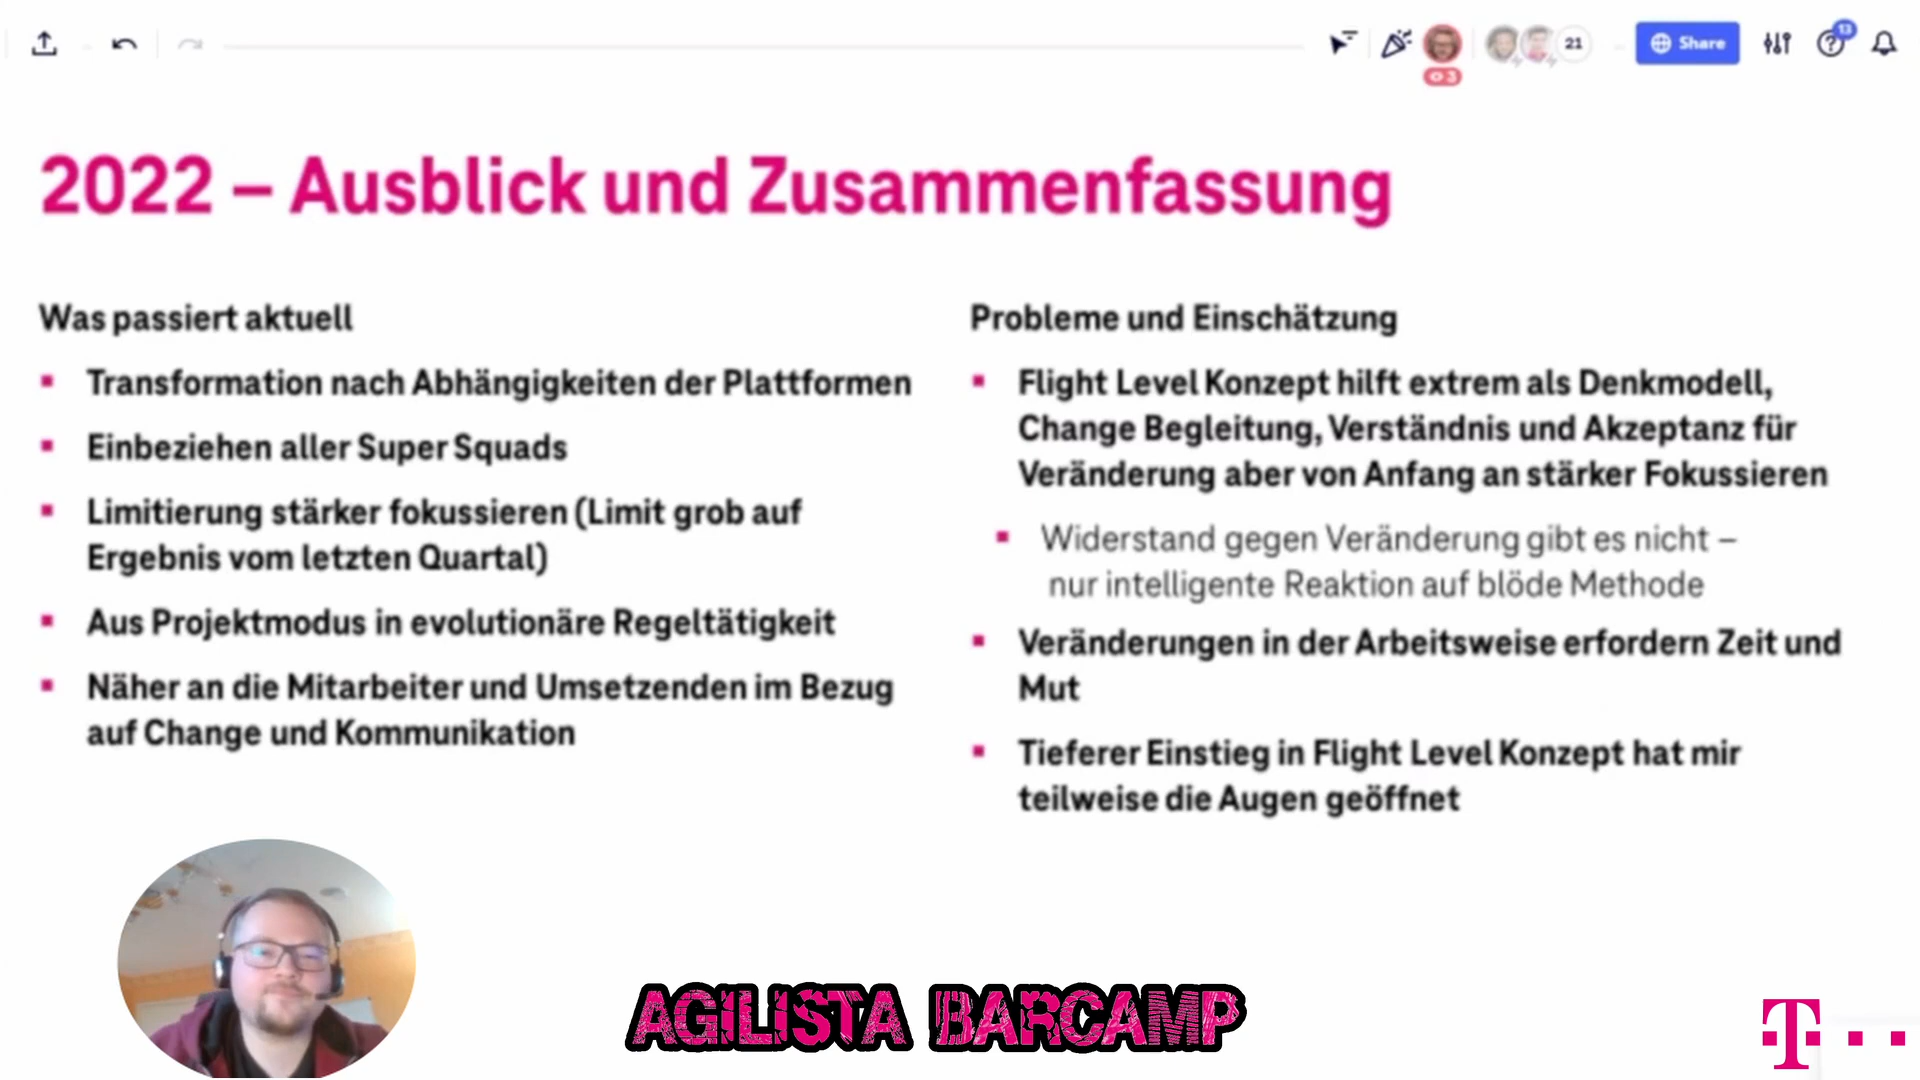 3
21
Share
13
2022 – Ausblick und Zusammenfassung
Was passiert aktuell
Transformation nach Abhängigkeiten der Plattformen
Einbeziehen aller Super Squads
Limitierung stärker fokussieren (Limit grob auf
Ergebnis vom letzten Quartal)
Aus Projektmodus in evolutionäre Regeltätigkeit
Näher an die Mitarbeiter und Umsetzenden im Bezug
auf Change und Kommunikation
Probleme und Einschätzung
Flight Level Konzept hilft extrem als Denkmodell,
Change Begleitung, Verständnis und Akzeptanz für
Veränderung aber von Anfang an stärker Fokussieren
Widerstand gegen Veränderung gibt es nicht –
nur intelligente Reaktion auf blöde Methode
Veränderungen in der Arbeitsweise erfordern Zeit und
Mut
Tieferer Einstieg in Flight Level Konzept hat mir
teilweise die Augen geöffnet
AGILISTA BARCAMP
T